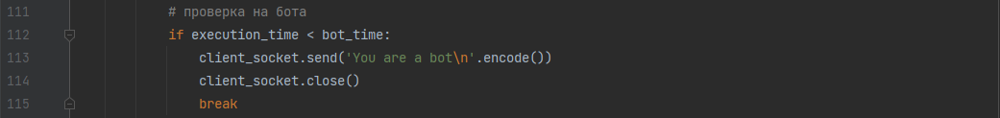 111 # проверка на бота
112 if execution_time < bot_time:
113 client_socket.send('You are a bot\n'.encode())
114 client_socket.close()
115 break